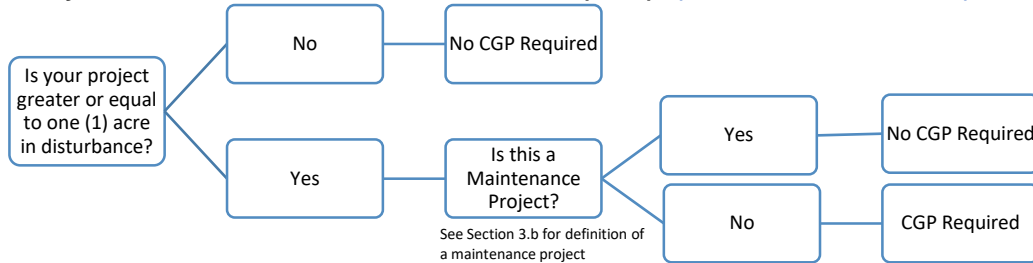 Is your project
greater or equal
to one (1) acre
in disturbance?
No
No CGP Required
Yes
Is this a
Maintenance
Project?
See Section 3.b for definition of
a maintenance project
Yes
No CGP Required
No
CGP Required